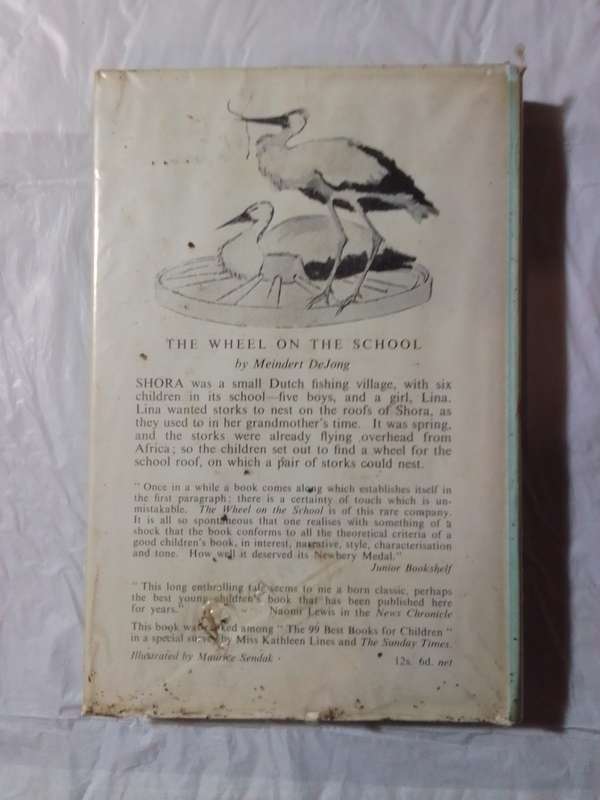 THE WHEEL ON THE SCHOOL
by Meindert DeJong
SHORA was a small Dutch fishing village, with six
children in its school—five boys, and a girl, Lina.
Lina wanted storks to nest on the roofs of Shora, as
they used to in her grandmother's time. It was spring,
and the storks were already flying overhead from
Africa; so the children set out to find a wheel for the
school roof, on which a pair of storks could nest.
"Once in a while a book comes along which establishes itself in
the first paragraph: there is a certainty of touch which is un-
mistakable. The Wheel on the School is of this rare company.
It is all so spontaneous that one realises with something of a
shock that the book conforms to all the theoretical criteria of a
good children's book, in interest, narrative, style, characterisation
and tone. How well it deserved its Newbery Medal."
Junior Bookshelf
"This long enthralling tale seems to me a born classic, perhaps
the best young children's book that has been published here
for years." Naomi Lewis in the News Chronicle
This book was ranked among "The 99 Best Books for Children"
in a special survey by Miss Kathleen Lines and The Sunday Times.
Illustrated by Maurice Sendak 12s. 6d. net